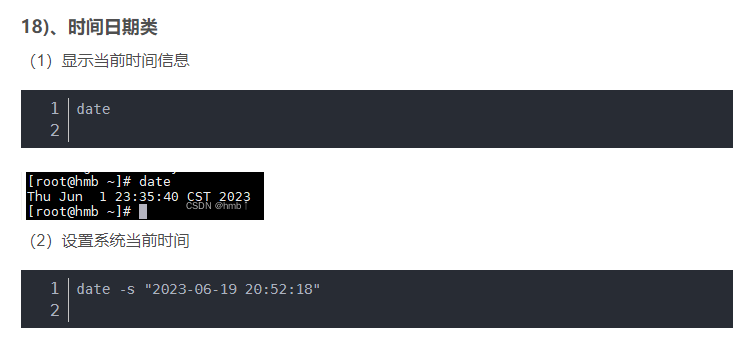 18)、时间日期类
（1）显示当前时间信息
1 date
2
[root@hmb ~]# date
Thu Jun  1 23:35:40 CST 2023
[root@hmb ~]#
CSDN @hmb↑
（2）设置系统当前时间
1 date -s "2023-06-19 20:52:18"
2